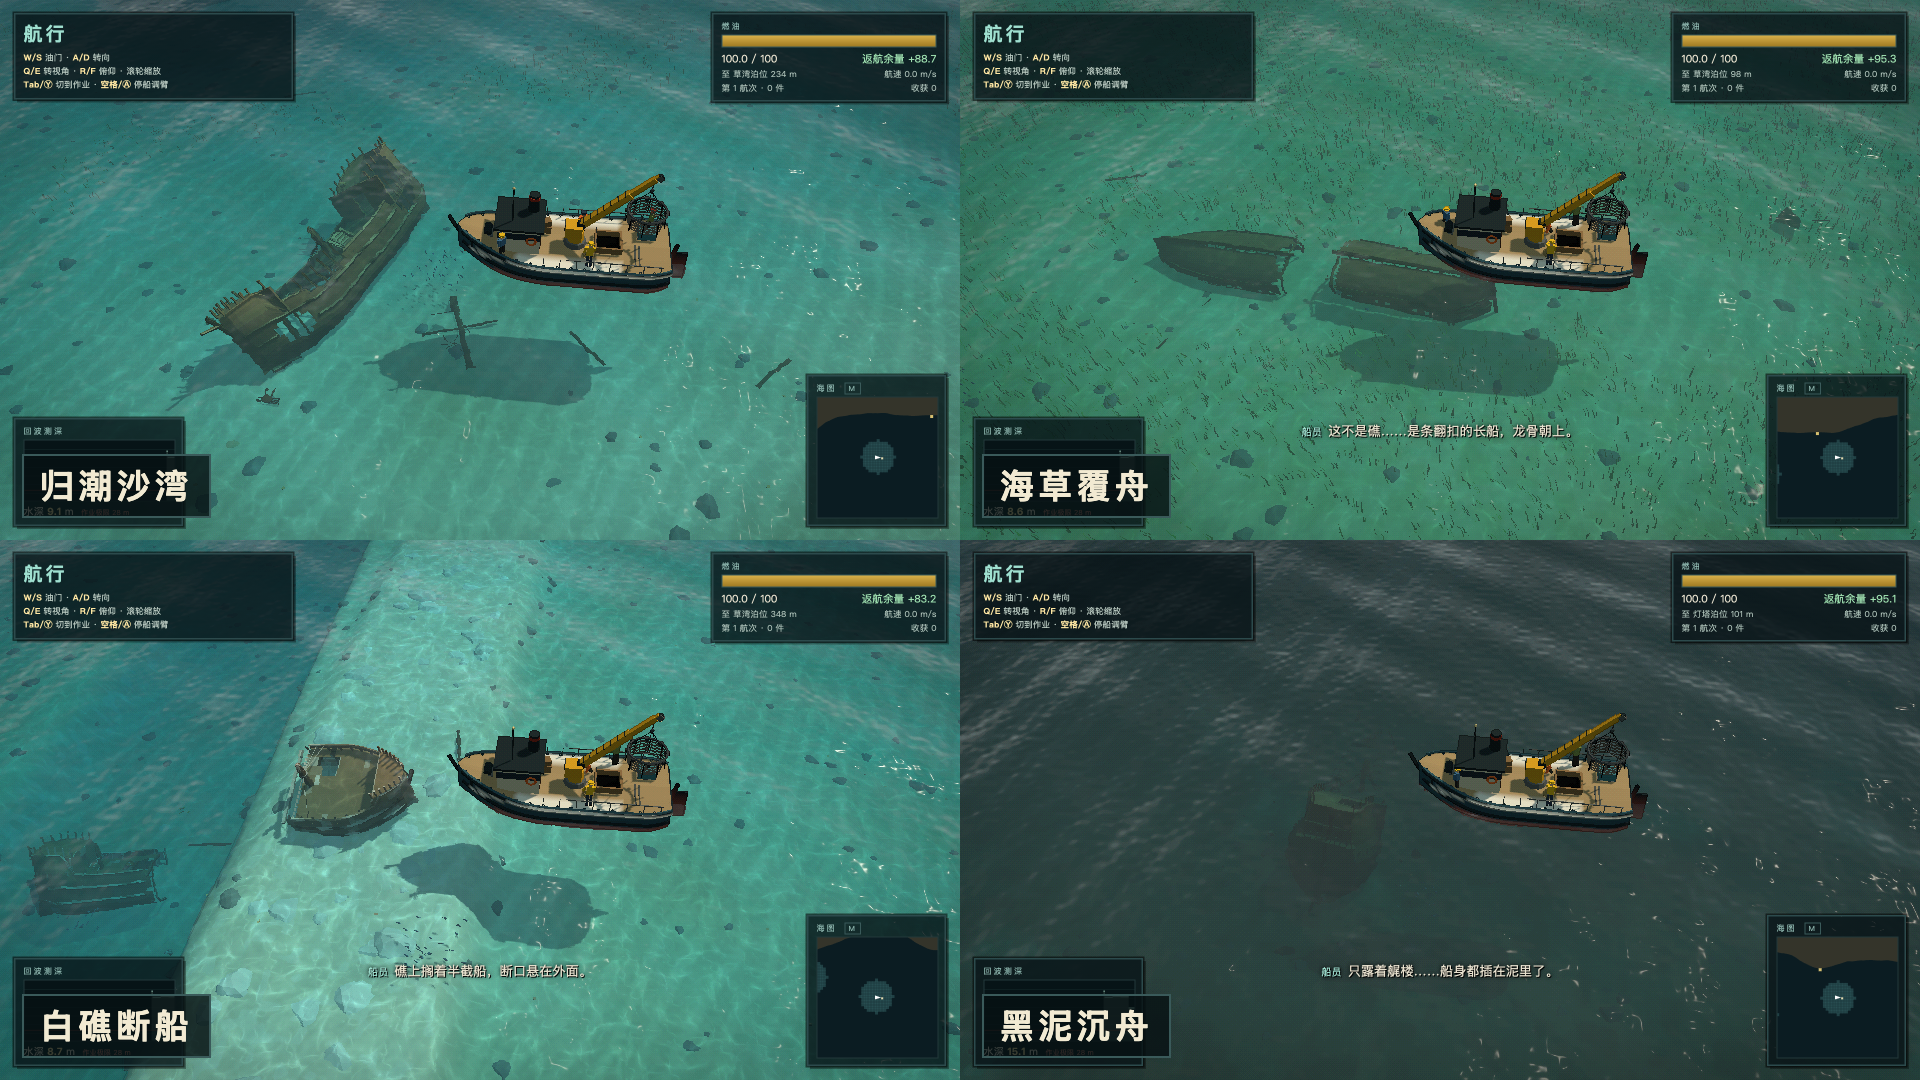 航行
W/S 油门 · A/D 转向
Q/E 转视角 · R/F 俯仰 · 滚轮缩放
Tab/Ⓨ 切到作业 · 空格/Ⓐ 停船调臂
燃油
100.0 / 100 返航余量 +88.7
至 草湾泊位 234 m 航速 0.0 m/s
第 1 航次 · 0 件 收获 0
海图 M
回波测深
归潮沙湾
水深 9.1 m
航行
W/S 油门 · A/D 转向
Q/E 转视角 · R/F 俯仰 · 滚轮缩放
Tab/Ⓨ 切到作业 · 空格/Ⓐ 停船调臂
燃油
100.0 / 100 返航余量 +95.3
至 草湾泊位 98 m 航速 0.0 m/s
第 1 航次 · 0 件 收获 0
海图 M
船员 这不是礁……是条翻扣的长船，龙骨朝上。
回波测深
海草覆舟
水深 8.6 m
航行
W/S 油门 · A/D 转向
Q/E 转视角 · R/F 俯仰 · 滚轮缩放
Tab/Ⓨ 切到作业 · 空格/Ⓐ 停船调臂
燃油
100.0 / 100 返航余量 +83.2
至 草湾泊位 348 m 航速 0.0 m/s
第 1 航次 · 0 件 收获 0
海图 M
船员 礁上搁着半截船，断口悬在外面。
回波测深
白礁断船
水深 8.7 m
航行
W/S 油门 · A/D 转向
Q/E 转视角 · R/F 俯仰 · 滚轮缩放
Tab/Ⓨ 切到作业 · 空格/Ⓐ 停船调臂
燃油
100.0 / 100 返航余量 +95.1
至 灯塔泊位 101 m 航速 0.0 m/s
第 1 航次 · 0 件 收获 0
海图 M
船员 只露着艉楼……船身都插在泥里了。
回波测深
黑泥沉舟
水深 15.1 m